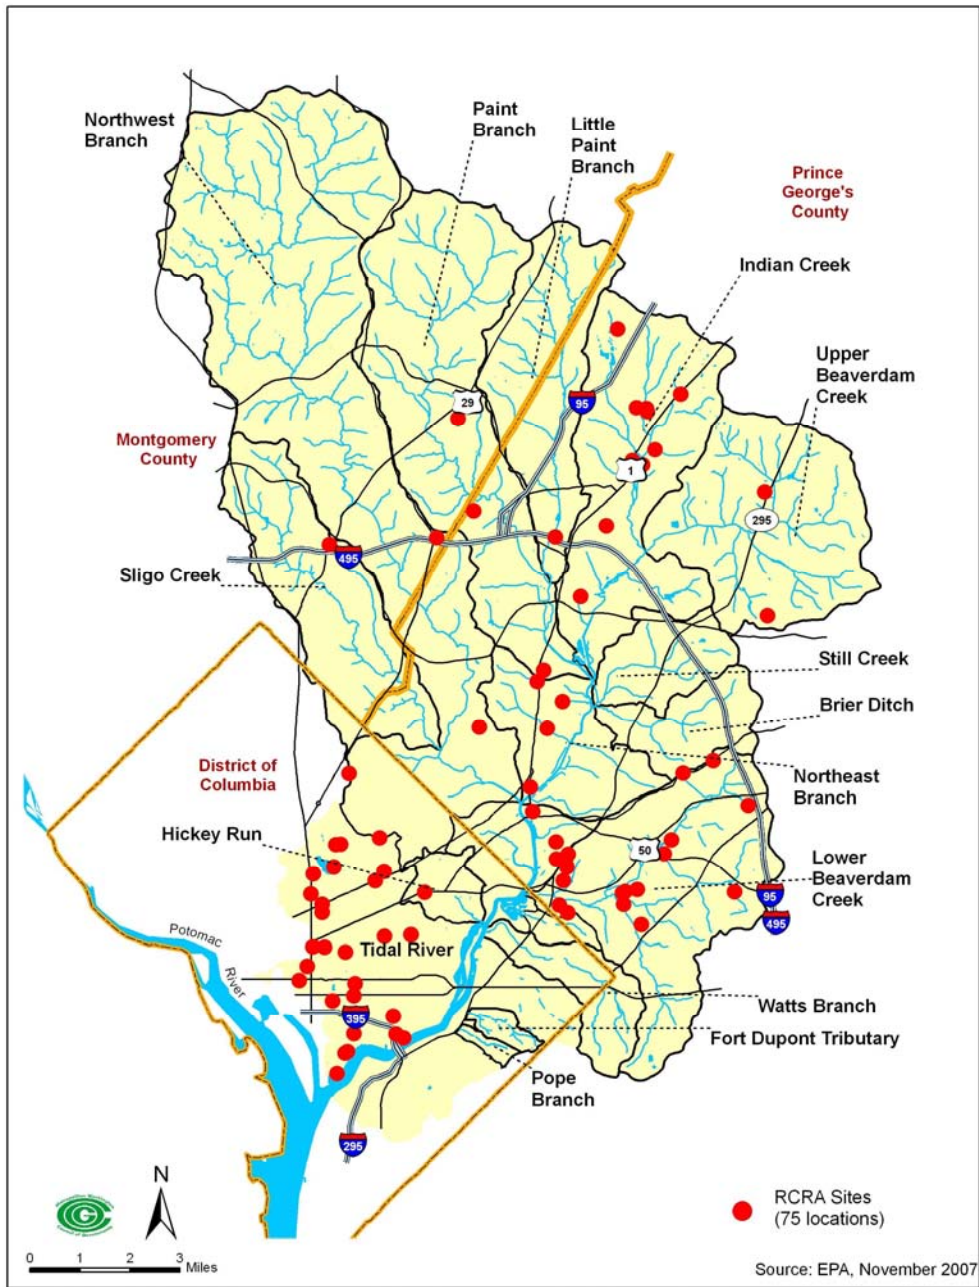 Northwest
Branch
Paint
Branch
Little
Paint
Branch
Prince
George's
County
Indian Creek
Upper
Beaverdam
Creek
29
95
Montgomery
County
1
295
495
Sligo Creek
Still Creek
Brier Ditch
District of
Columbia
Northeast
Branch
Hickey Run
50
Lower
Beaverdam
Creek
95
495
Potomac
River
Tidal River
Watts Branch
395
Fort Dupont Tributary
Pope
Branch
295
N
RCRA Sites
(75 locations)
0 1 2 3
Miles
Source: EPA, November 2007